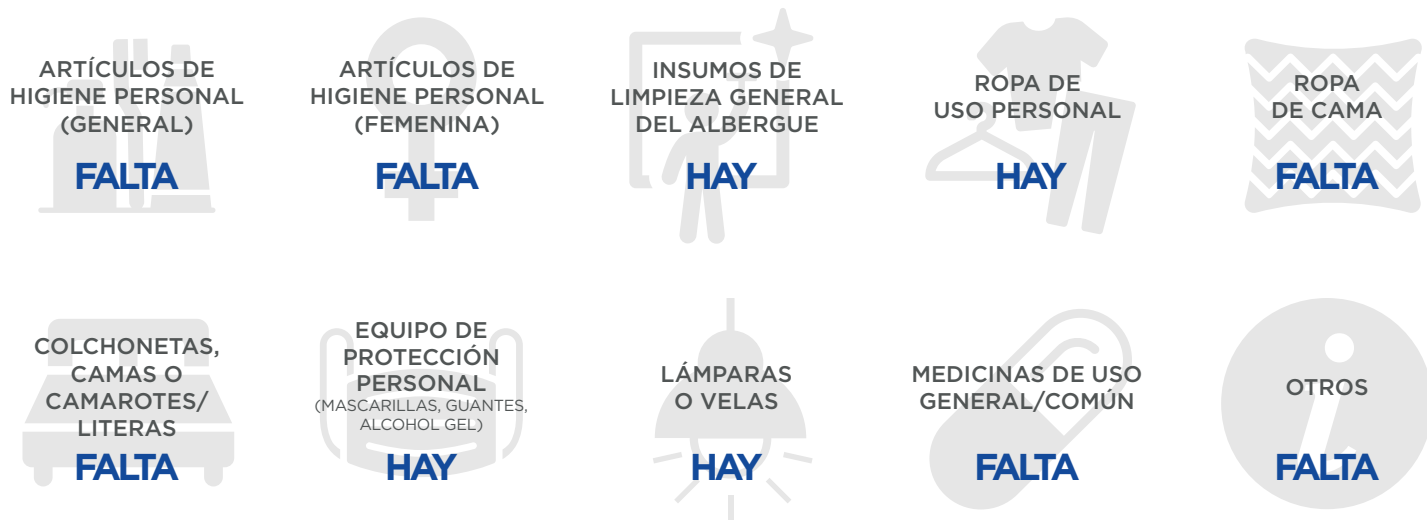 ARTÍCULOS DE
HIGIENE PERSONAL
(GENERAL)
FALTA
ARTÍCULOS DE
HIGIENE PERSONAL
(FEMENINA)
FALTA
INSUMOS DE
LIMPIEZA GENERAL
DEL ALBERGUE
HAY
ROPA DE
USO PERSONAL
HAY
ROPA
DE CAMA
FALTA
COLCHONETAS,
CAMAS O
CAMAROTES/
LITERAS
FALTA
EQUIPO DE
PROTECCIÓN
PERSONAL
(MASCARILLAS, GUANTES,
ALCOHOL GEL)
HAY
LÁMPARAS
O VELAS
HAY
MEDICINAS DE USO
GENERAL/COMÚN
FALTA
OTROS
FALTA